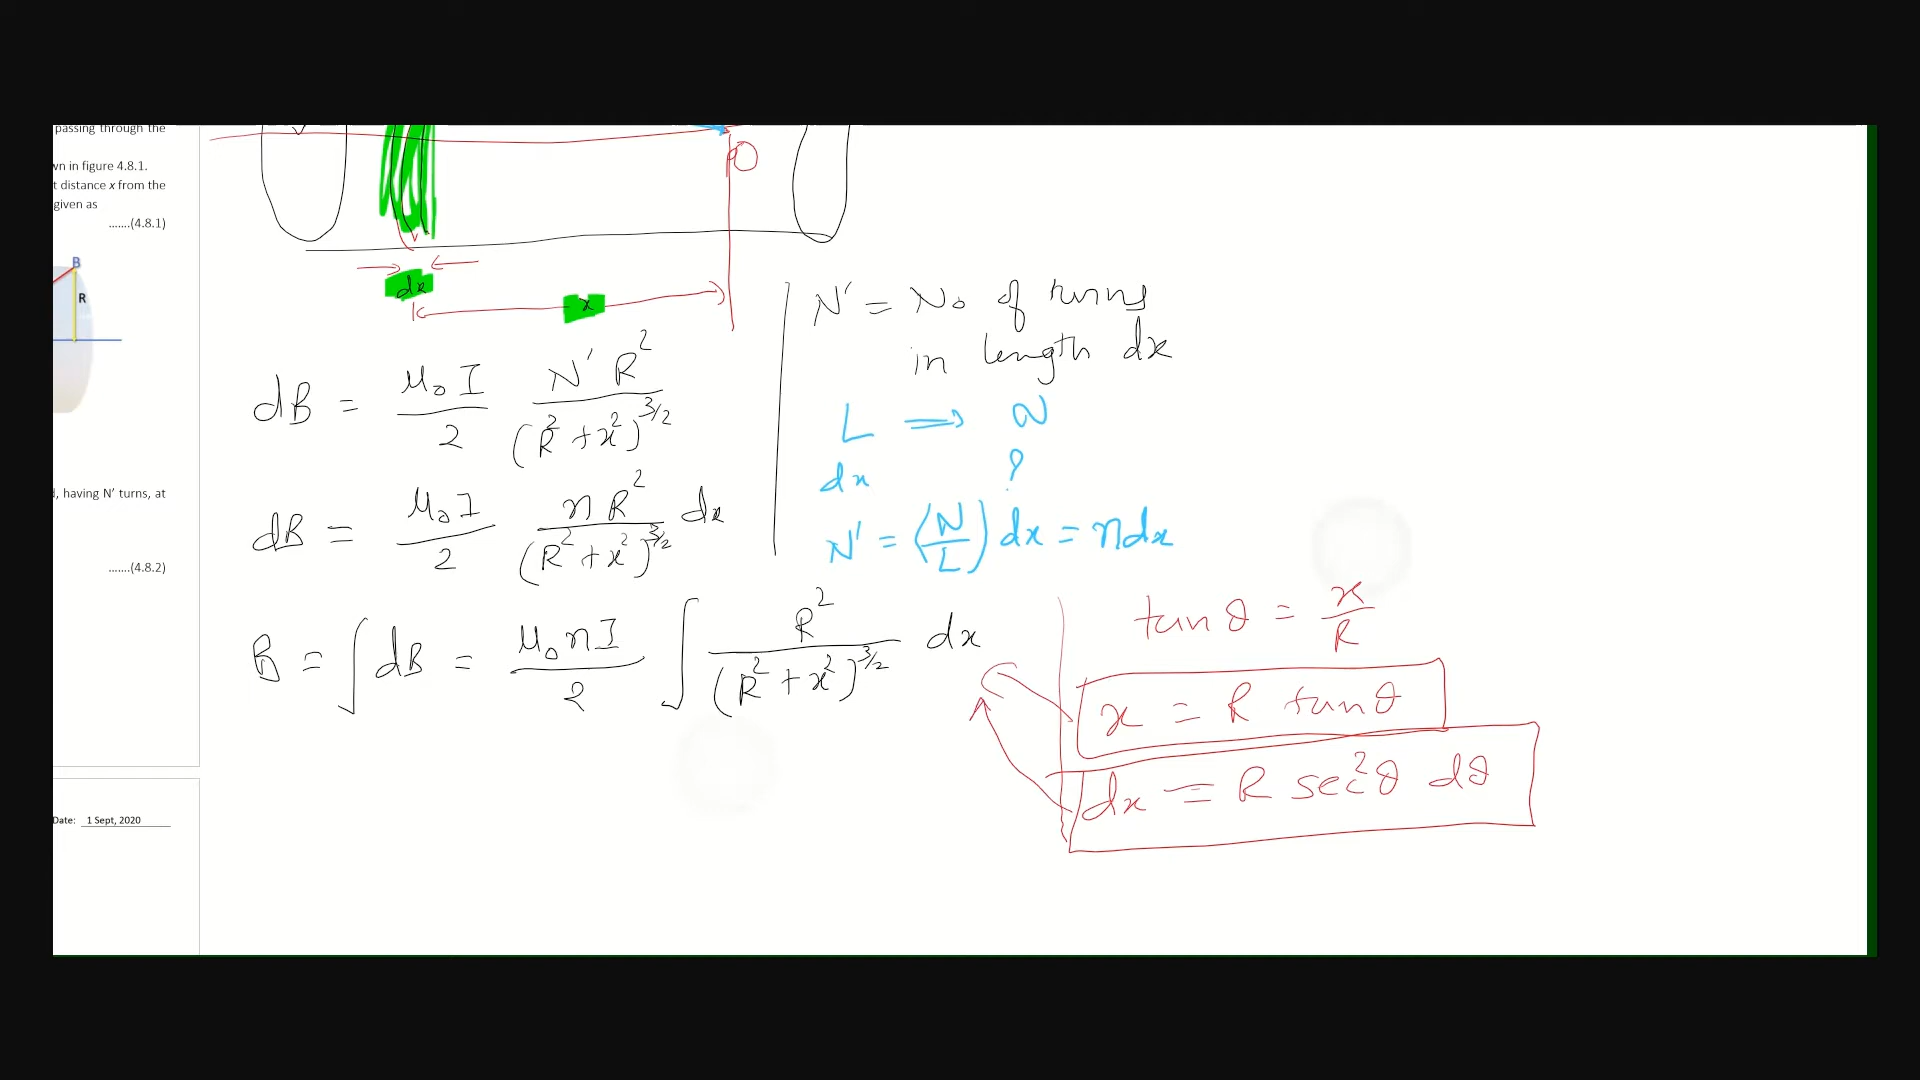 passing through the
wn in figure 4.8.1.
t distance x from the
given as
.......(4.8.1)
B
R
, having N' turns, at
.......(4.8.2)
Date: 1 Sept, 2020
P
dx
x
dB = μ₀I/2 N'R²/(R²+x²)^3/2
dB = μ₀I/2 nR²/(R²+x²)^3/2 dx
B = ∫dB = μ₀nI/2 ∫ R²/(R²+x²)^3/2 dx
N' = No of turns
in length dx
L ⟹ N
dx ?
N' = (N/L) dx = ndx
tanθ = x/R
x = R tanθ
dx = R sec²θ dθ